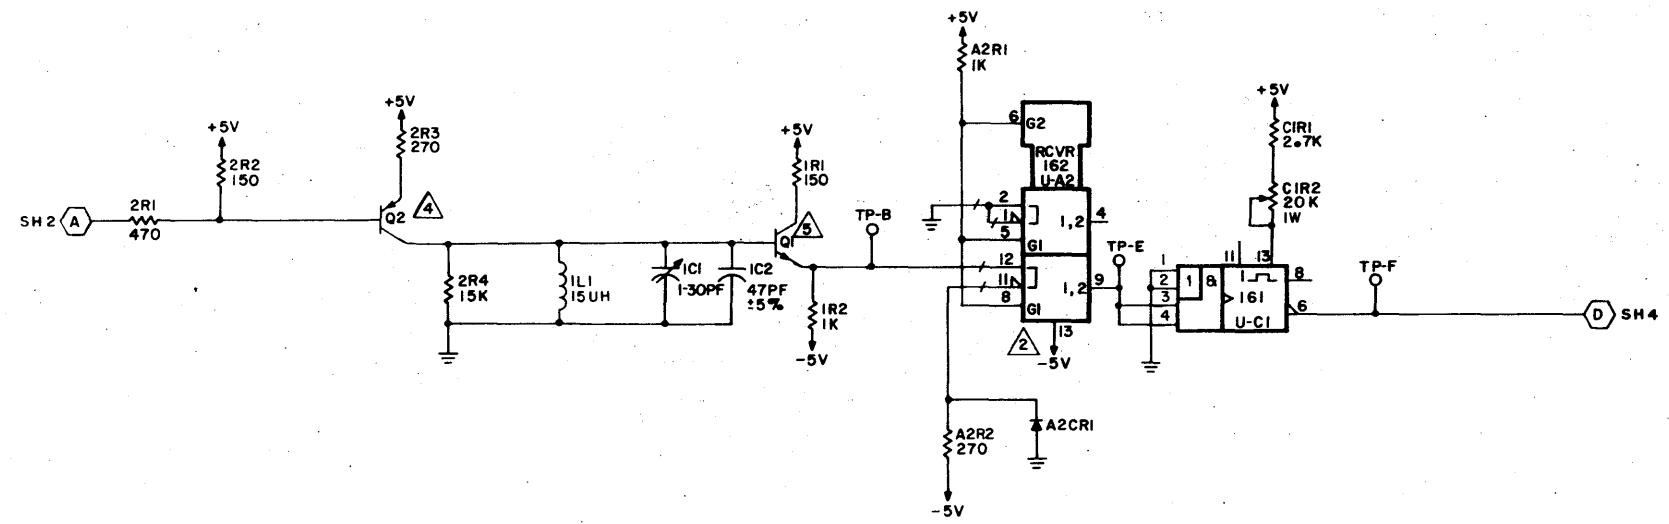 SH 2
A
2R1
470
+5V
2R2
150
+5V
2R3
270
Q2
4
2R4
15K
1L1
15UH
1C1
1-30PF
1C2
47PF
±5%
+5V
1R1
150
Q1
5
1R2
1K
-5V
TP-B
+5V
A2R1
1K
6
G2
RCVR
162
U-A2
2
1
5
G1
1,2
4
12
11
8
G1
1,2
9
13
-5V
2
A2R2
270
-5V
A2CR1
TP-E
1
2
3
4
1
&
+5V
C1R1
2.7K
C1R2
20K
1W
11
13
1
161
U-C1
8
6
TP-F
D
SH4